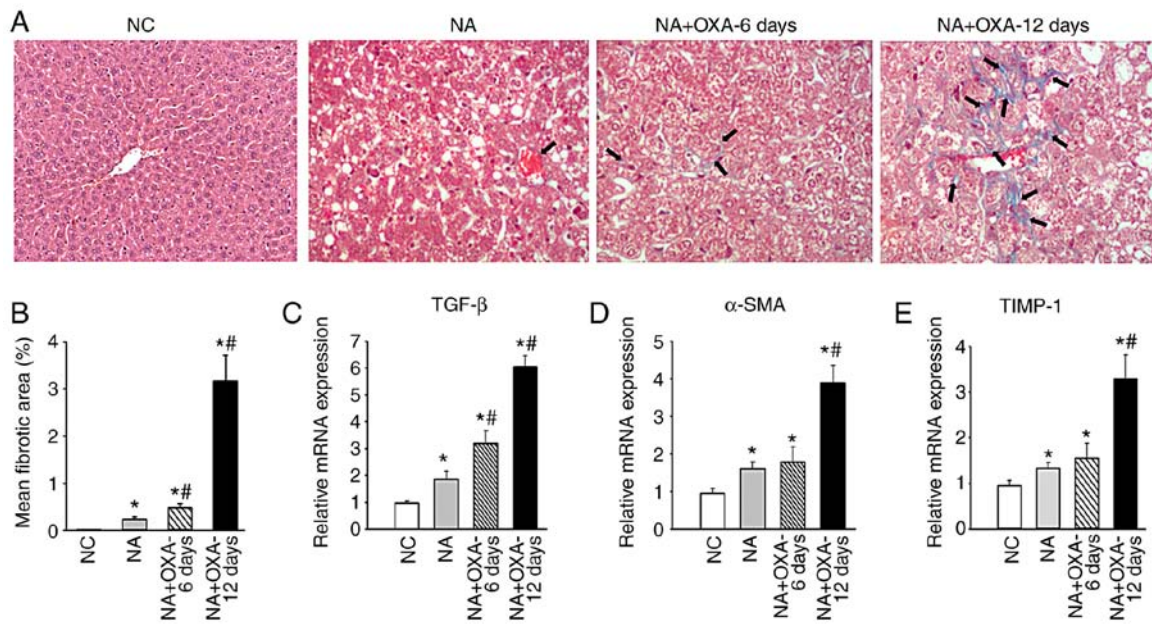 A
NC
NA
NA+OXA-6 days
NA+OXA-12 days
B
Mean fibrotic area (%)
4
3
2
1
0
*
*#
*#
NC
NA
NA+OXA-
6 days
NA+OXA-
12 days
C
TGF-β
Relative mRNA expression
7
6
5
4
3
2
1
0
*
*#
*#
NC
NA
NA+OXA-
6 days
NA+OXA-
12 days
D
α-SMA
Relative mRNA expression
5
4
3
2
1
0
*
*
*#
NC
NA
NA+OXA-
6 days
NA+OXA-
12 days
E
TIMP-1
Relative mRNA expression
4
3
2
1
0
*
*
*#
NC
NA
NA+OXA-
6 days
NA+OXA-
12 days